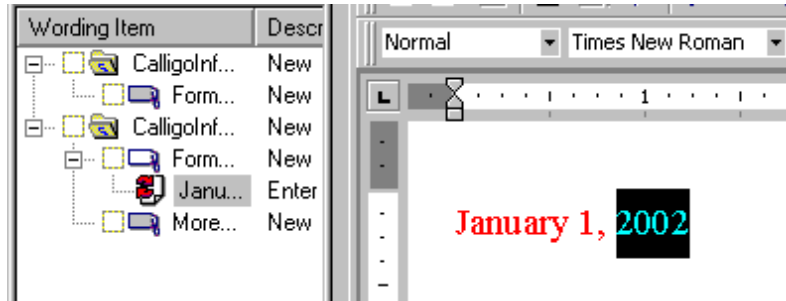 Wording Item Descr
CalligoInf... New
Form... New
CalligoInf... New
Form... New
Janu... Enter
More... New
Normal Times New Roman
L 1
January 1, 2002